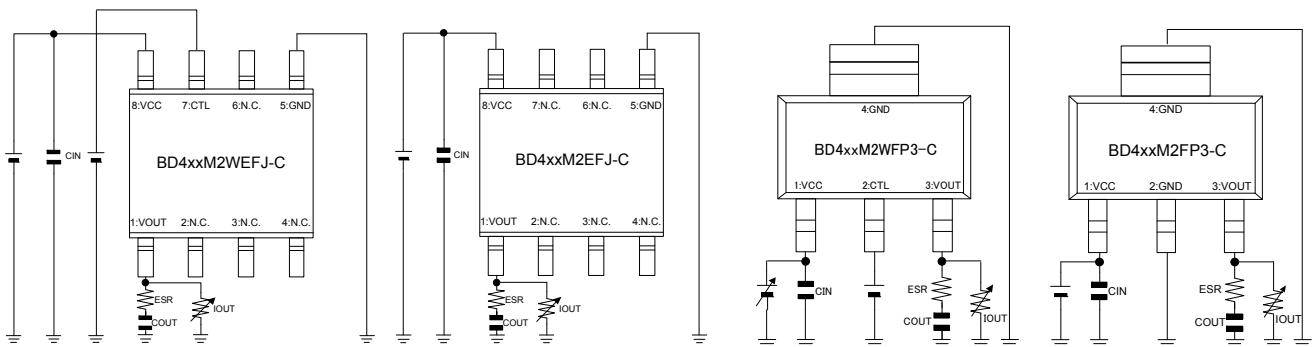 8:VCC 7:CTL 6:N.C. 5:GND
CIN
BD4xxM2WEFJ-C
1:VOUT 2:N.C. 3:N.C. 4:N.C.
ESR
IOUT
COUT
8:VCC 7:N.C. 6:N.C. 5:GND
CIN
BD4xxM2EFJ-C
1:VOUT 2:N.C. 3:N.C. 4:N.C.
ESR
IOUT
COUT
4:GND
BD4xxM2WFP3-C
1:VCC 2:CTL 3:VOUT
CIN
ESR
COUT
IOUT
4:GND
BD4xxM2FP3-C
1:VCC 2:GND 3:VOUT
CIN
ESR
COUT
IOUT